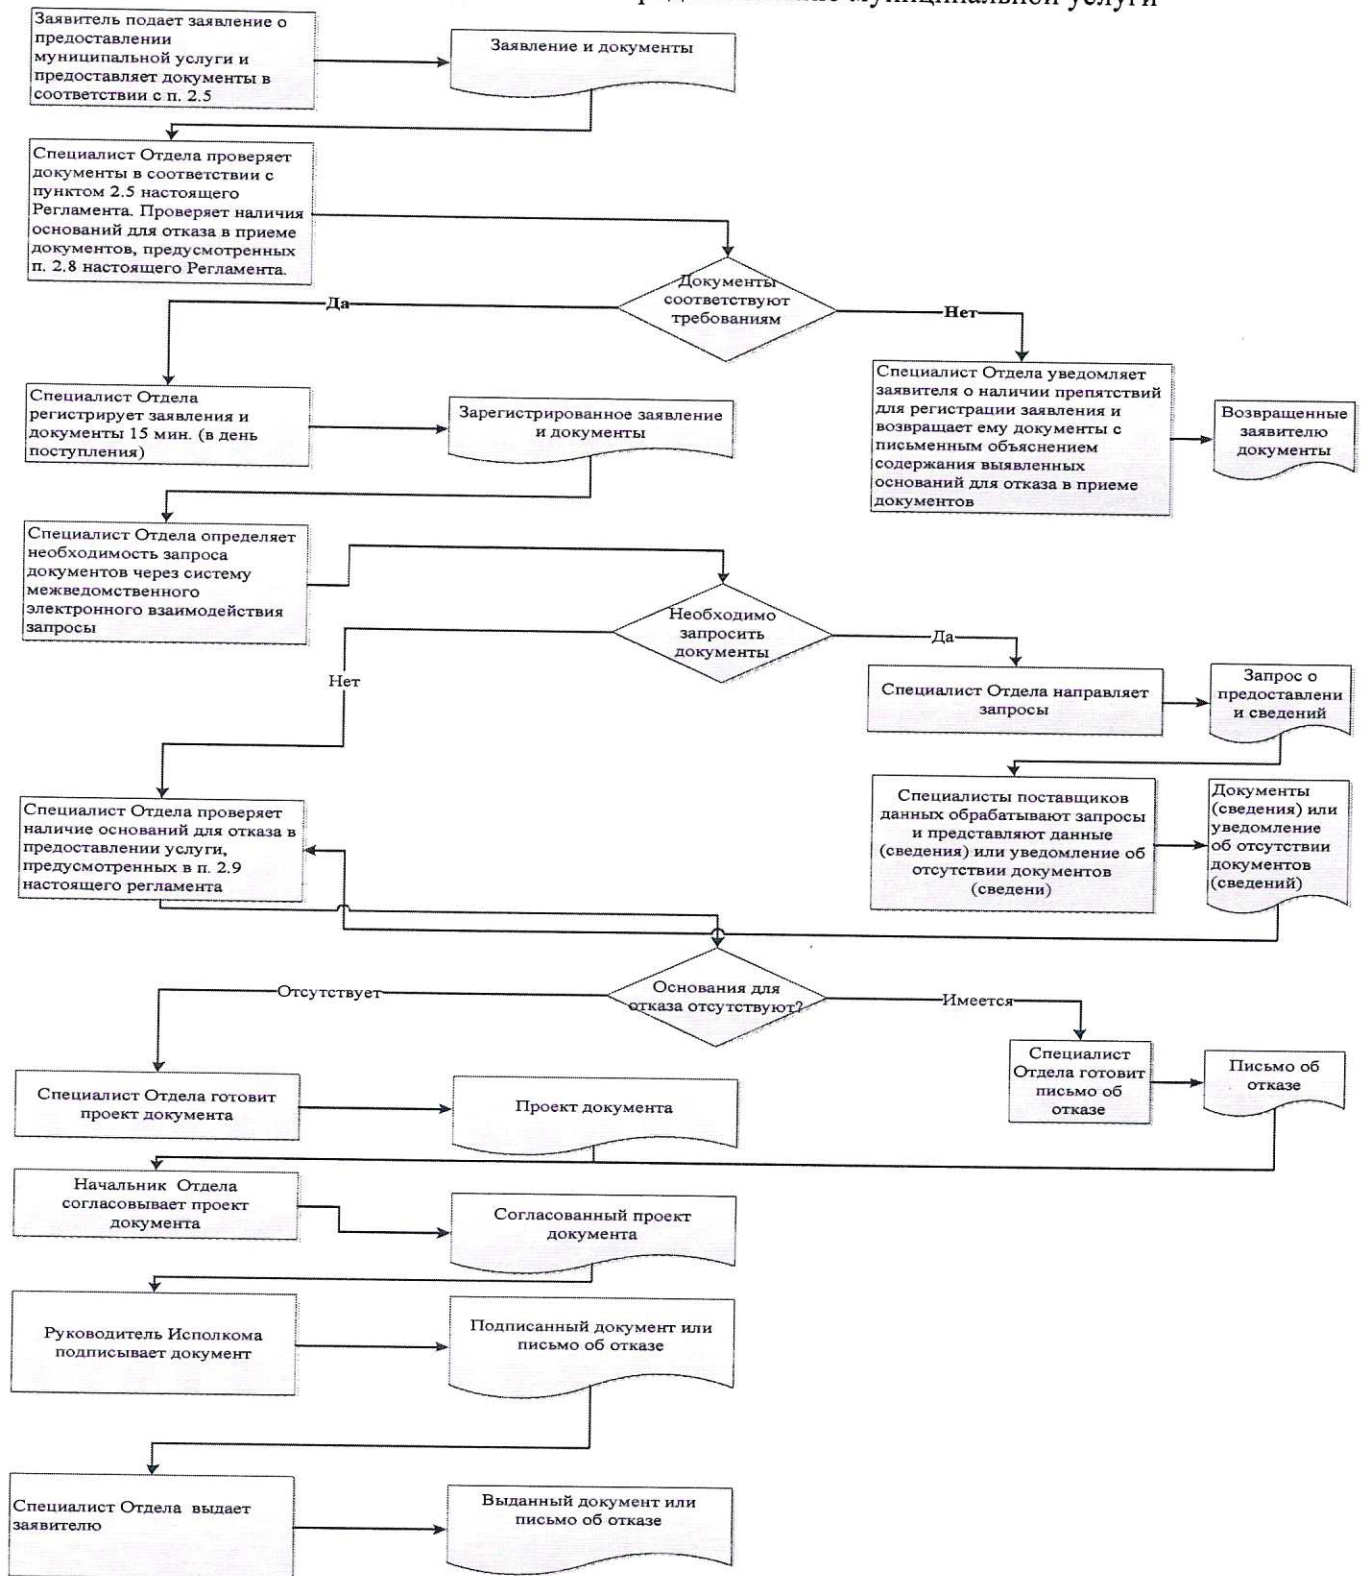 муниципальной услуги
Заявитель подает заявление о
предоставлении
муниципальной услуги и
предоставляет документы в
соответствии с п. 2.5
Заявление и документы
Специалист Отдела проверяет
документы в соответствии с
пунктом 2.5 настоящего
Регламента. Проверяет наличия
оснований для отказа в приеме
документов, предусмотренных
п. 2.8 настоящего Регламента.
Документы
соответствуют
требованиям
Да
Нет
Специалист Отдела
регистрирует заявления и
документы 15 мин. (в день
поступления)
Зарегистрированное заявление
и документы
Специалист Отдела уведомляет
заявителя о наличии препятствий
для регистрации заявления и
возвращает ему документы с
письменным объяснением
содержания выявленных
оснований для отказа в приеме
документов
Возвращенные
заявителю
документы
Специалист Отдела определяет
необходимость запроса
документов через систему
межведомственного
электронного взаимодействия
запросы
Необходимо
запросить
документы
Да
Нет
Специалист Отдела направляет
запросы
Запрос о
предоставлени
и сведений
Специалист Отдела проверяет
наличие оснований для отказа в
предоставлении услуги,
предусмотренных в п. 2.9
настоящего регламента
Специалисты поставщиков
данных обрабатывают запросы
и представляют данные
(сведения) или уведомление об
отсутствии документов
(сведени)
Документы
(сведения) или
уведомление
об отсутствии
документов
(сведений)
Основания для
отказа отсутствуют?
Отсутствует
Имеется
Специалист
Отдела готовит
письмо об
отказе
Письмо об
отказе
Специалист Отдела готовит
проект документа
Проект документа
Начальник Отдела
согласовывает проект
документа
Согласованный проект
документа
Руководитель Исполкома
подписывает документ
Подписанный документ или
письмо об отказе
Специалист Отдела выдает
заявителю
Выданный документ или
письмо об отказе